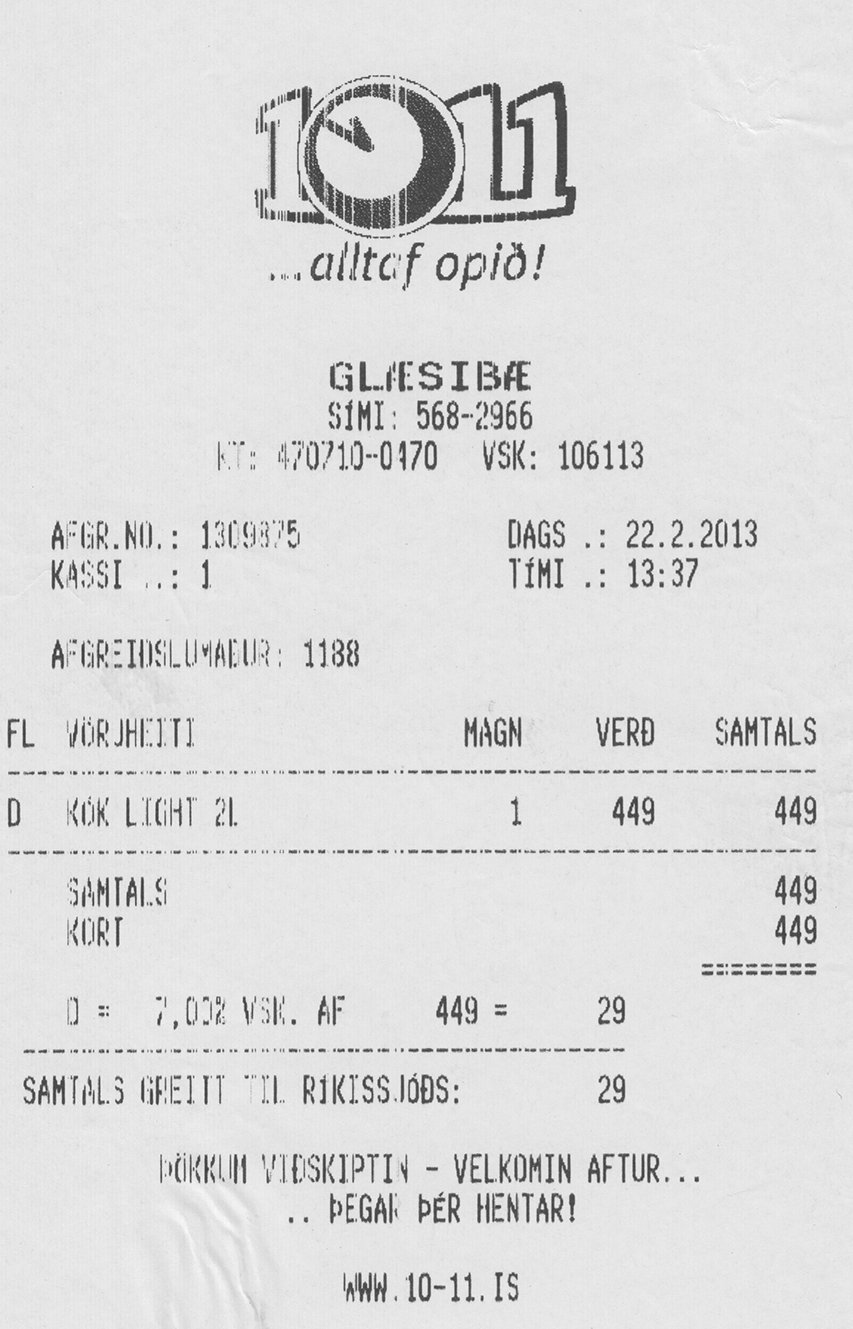 10 11
...alltaf opið!
GLÆSIBÆ
SÍMI: 568-2966
KT: 470710-0470 VSK: 106113
AFGR.NO.: 1309875 DAGS .: 22.2.2013
KASSI ..: 1 TÍMI .: 13:37
AFGREIÐSLUMAÐUR: 1188
FL VÖRUHEITI MAGN VERÐ SAMTALS
D KÓK LIGHT 2L 1 449 449
SAMTALS 449
KORT 449
========
D = 7,00% VSK. AF 449 = 29
SAMTALS GREITT TIL RÍKISSJÓÐS: 29
ÞÖKKUM VIÐSKIPTIN - VELKOMIN AFTUR...
.. ÞEGAR ÞÉR HENTAR!
WWW.10-11.IS